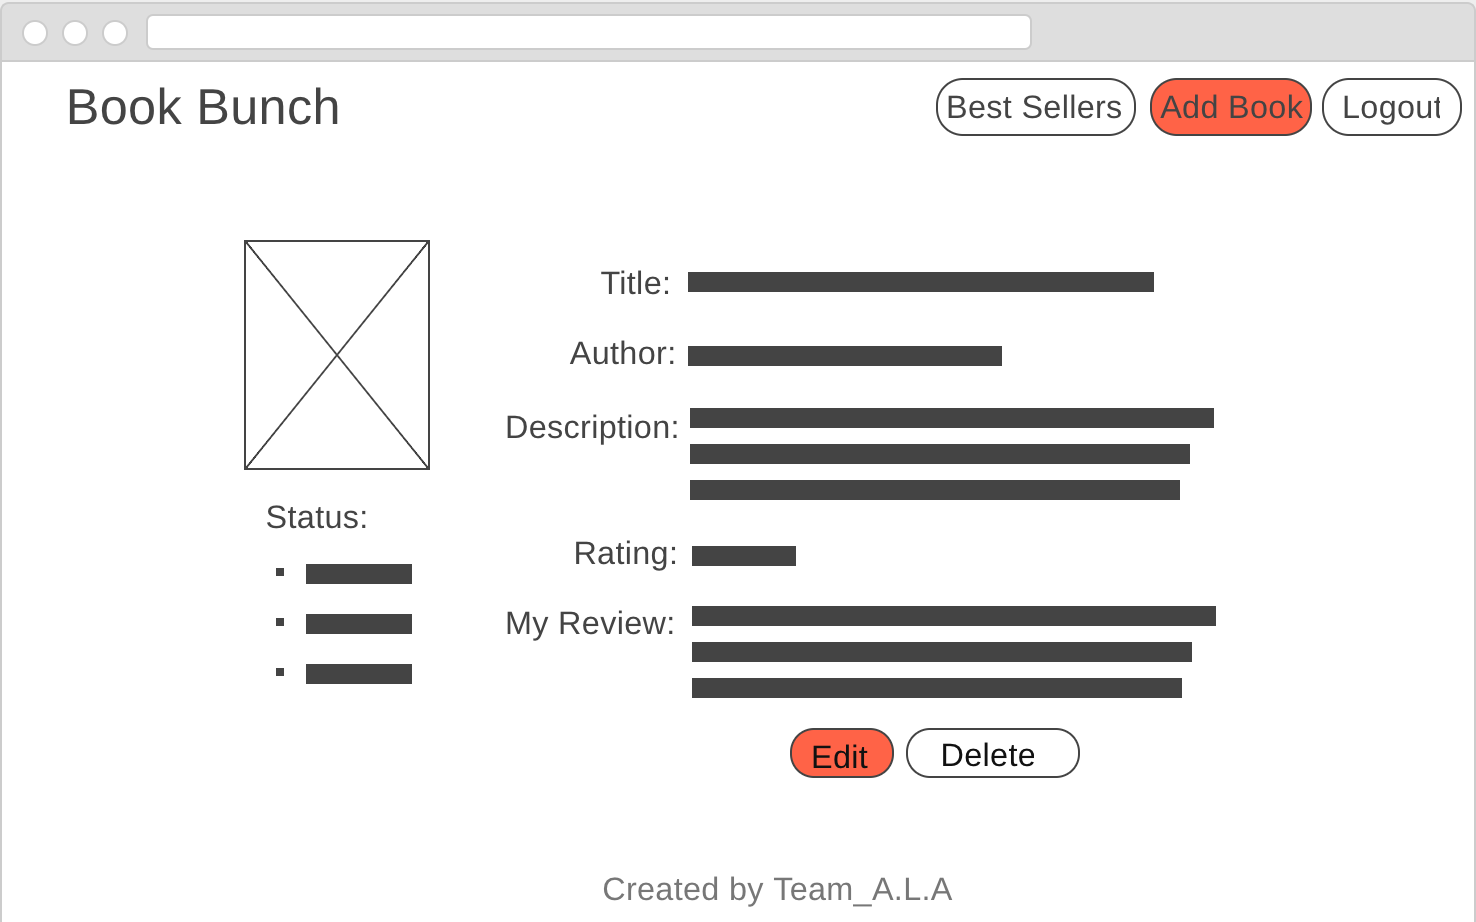 Book Bunch
Best Sellers
Add Book
Logout
Title:
Author:
Description:
Status:
Rating:
My Review:
Edit
Delete
Created by Team_A.L.A